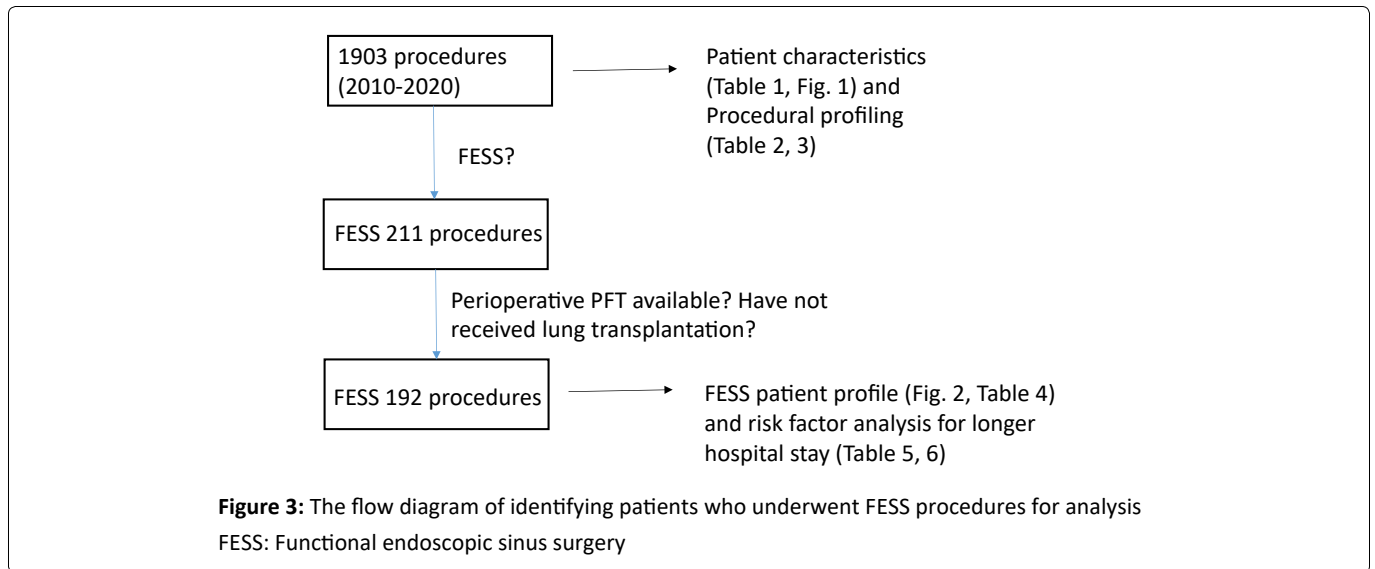 1903 procedures
(2010-2020)
Patient characteristics
(Table 1, Fig. 1) and
Procedural profiling
(Table 2, 3)
FESS?
FESS 211 procedures
Perioperative PFT available? Have not
received lung transplantation?
FESS 192 procedures
FESS patient profile (Fig. 2, Table 4)
and risk factor analysis for longer
hospital stay (Table 5, 6)
Figure 3: The flow diagram of identifying patients who underwent FESS procedures for analysis
FESS: Functional endoscopic sinus surgery